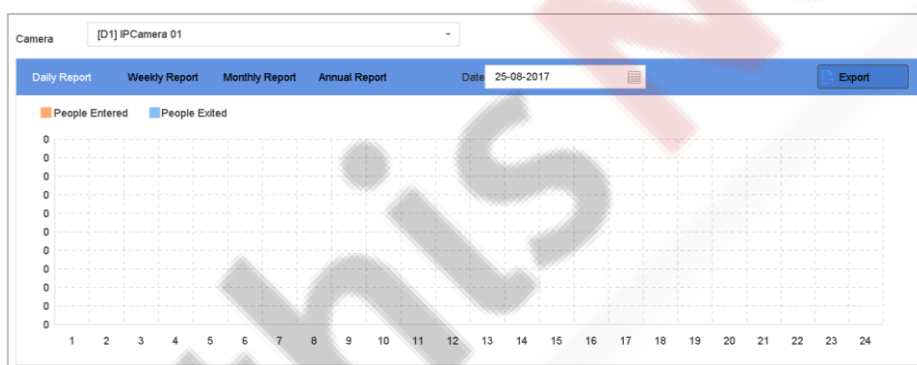 Camera [D1] IPCamera 01
Daily Report Weekly Report Monthly Report Annual Report Date 25-08-2017 Export
People Entered People Exited
0
0
0
0
0
0
0
0
0
0
0
1 2 3 4 5 6 7 8 9 10 11 12 13 14 15 16 17 18 19 20 21 22 23 24
this